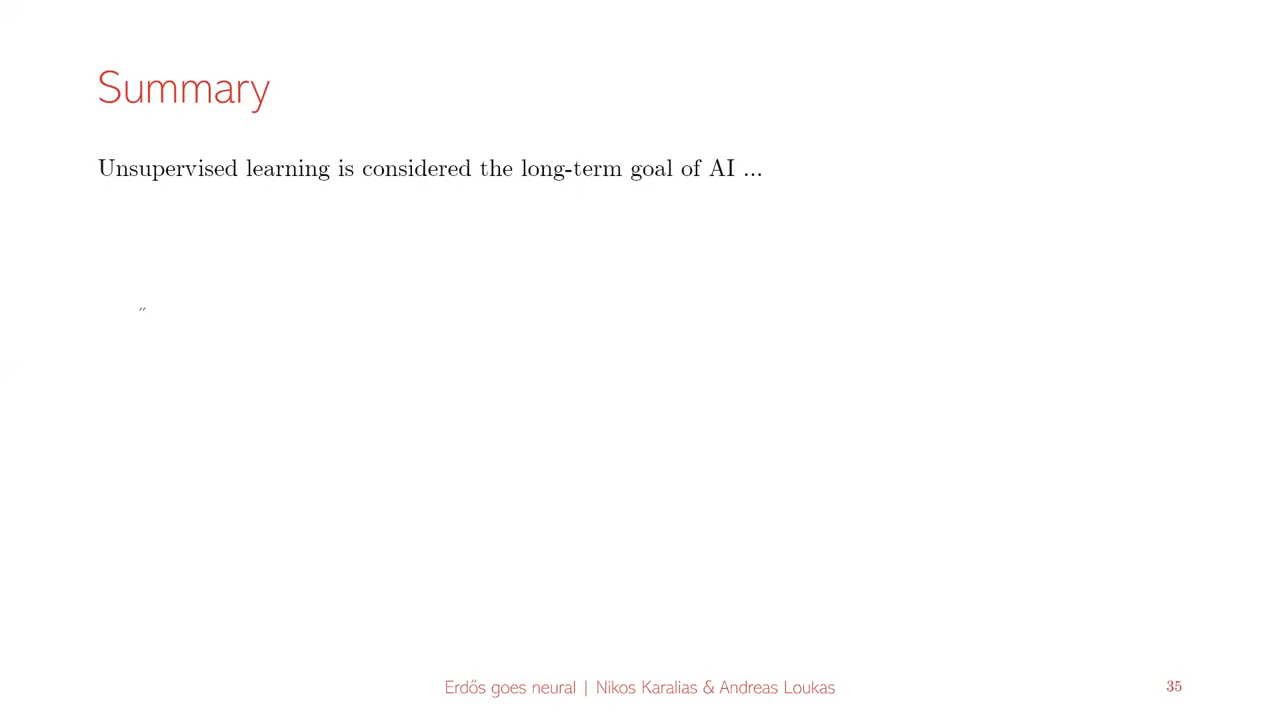 Summary
Unsupervised learning is considered the long-term goal of AI ...
˝
Erdős goes neural | Nikos Karalias & Andreas Loukas
35